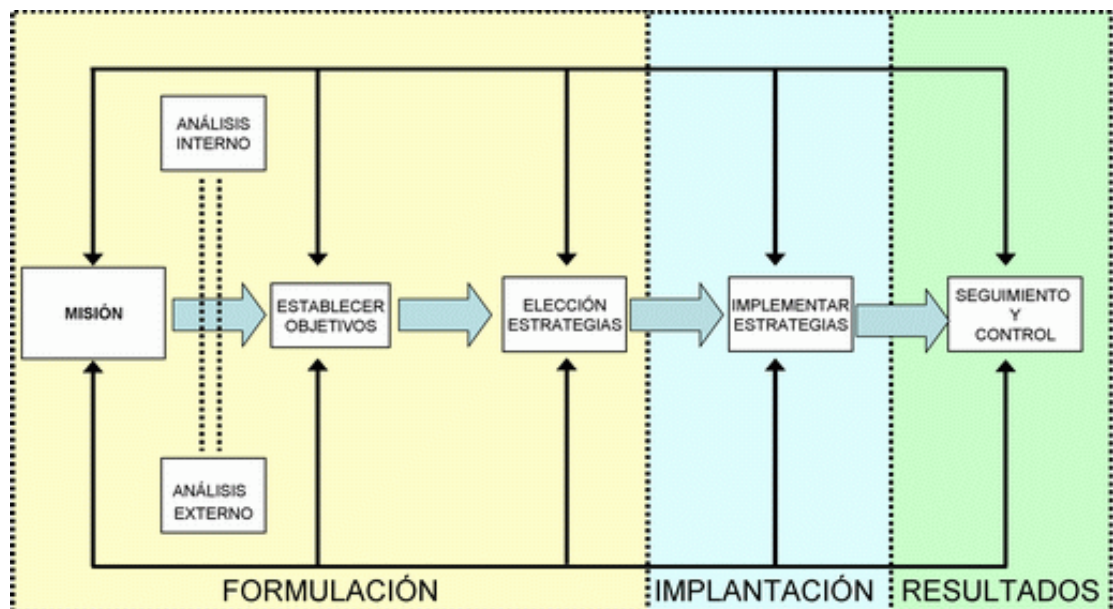 ANÁLISIS
INTERNO
MISIÓN
ESTABLECER
OBJETIVOS
ELECCIÓN
ESTRATEGIAS
IMPLEMENTAR
ESTRATEGIAS
SEGUIMIENTO
Y
CONTROL
ANÁLISIS
EXTERNO
FORMULACIÓN
IMPLANTACIÓN
RESULTADOS